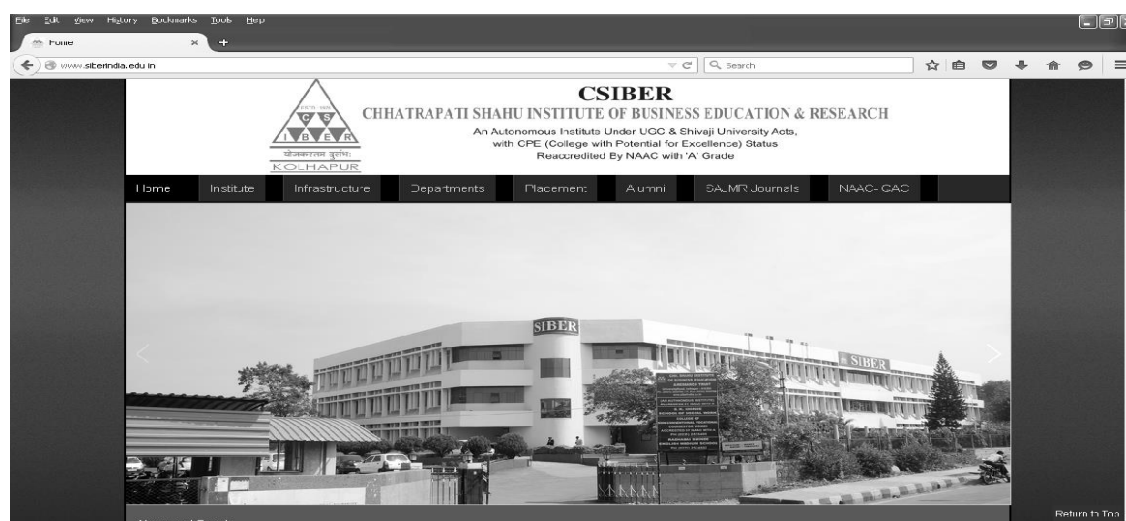 File Edit View History Bookmarks Tools Help
Home
www.siberindia.edu.in
Search
ESTD 1976
C S
I B E R
KOLHAPUR
CSIBER
CHHATRAPATI SHAHU INSTITUTE OF BUSINESS EDUCATION & RESEARCH
An Autonomous Institute Under UGC & Shivaji University Acts,
with CPE (College with Potential for Excellence) Status
Reaccredited By NAAC with 'A' Grade
Home Institute Infrastructure Departments Placement Alumni SAJMR Journals NAAC-
SIBER
SIBER
Return to Top